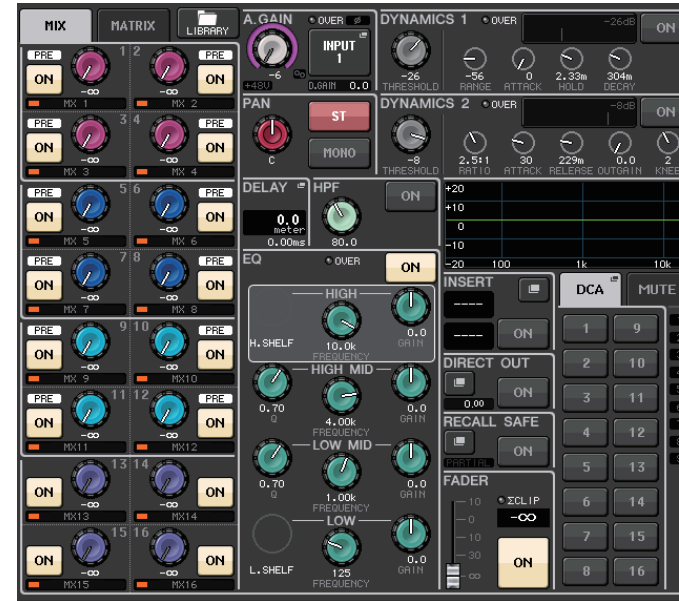 MIX MATRIX LIBRARY
PRE 1 2 PRE
ON ON
-∞ -∞
MX 1 MX 2
PRE 3 4 PRE
ON ON
-∞ -∞
MX 3 MX 4
PRE 5 6 PRE
ON ON
-∞ -∞
MX 5 MX 6
PRE 7 8 PRE
ON ON
-∞ -∞
MX 7 MX 8
PRE 9 10 PRE
ON ON
-∞ -∞
MX 9 MX10
PRE 11 12 PRE
ON ON
-∞ -∞
MX11 MX12
13 14
ON ON
-∞ -∞
MX13 MX14
15 16
ON ON
-∞ -∞
MX15 MX16
A.GAIN OVER
INPUT
1
-6
+48V D.GAIN 0.0
PAN
ST
MONO
C
DELAY HPF
ON
0.0
meter
0.00ms 80.0
EQ OVER ON
HIGH
H.SHELF 10.0k 0.0
FREQUENCY GAIN
HIGH MID
0.70 4.00k 0.0
Q FREQUENCY GAIN
LOW MID
0.70 1.00k 0.0
Q FREQUENCY GAIN
LOW
L.SHELF 125 0.0
FREQUENCY GAIN
DYNAMICS 1 OVER -26dB ON
-26 -56 0 2.33m 304m
THRESHOLD RANGE ATTACK HOLD DECAY
DYNAMICS 2 OVER -8dB ON
-8 2.5:1 30 229m 0.0 2
THRESHOLD RATIO ATTACK RELEASE OUTGAIN KNEE
+20
+10
0
-10
-20 100 1k 10k
INSERT
----
---- ON
DIRECT OUT
ON
0.00
RECALL SAFE
ON
PARTIAL
FADER
10 ΣCLIP
0 -∞
10
30 ON
∞
DCA MUTE
1 9
2 10
3 11
4 12
5 13
6 14
7 15
8 16